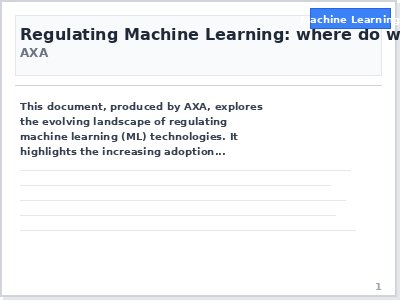 achine Learning
Regulating Machine Learning: where do w
AXA
This document, produced by AXA, explores
the evolving landscape of regulating
machine learning (ML) technologies. It
highlights the increasing adoption...
1